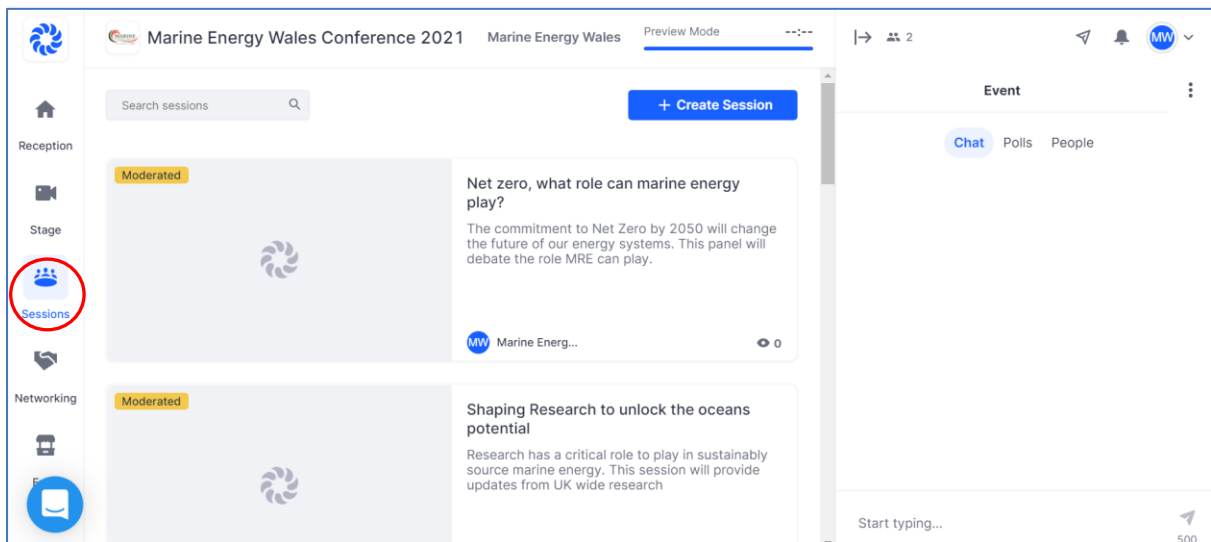 Marine Energy Wales Conference 2021
Marine Energy Wales
Preview Mode
--:--
2
MW
Reception
Stage
Sessions
Networking
Search sessions
+ Create Session
Moderated
Net zero, what role can marine energy
play?
The commitment to Net Zero by 2050 will change
the future of our energy systems. This panel will
debate the role MRE can play.
MW Marine Energ...
0
Moderated
Shaping Research to unlock the oceans
potential
Research has a critical role to play in sustainably
source marine energy. This session will provide
updates from UK wide research
Event
Chat Polls People
Start typing...
500